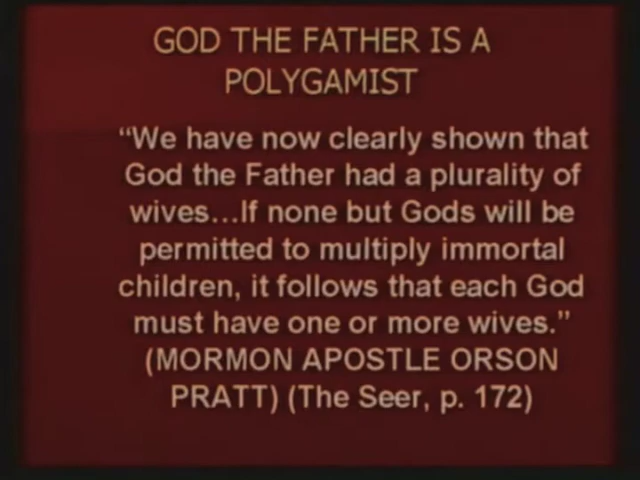 GOD THE FATHER IS A
POLYGAMIST
“We have now clearly shown that
God the Father had a plurality of
wives...If none but Gods will be
permitted to multiply immortal
children, it follows that each God
must have one or more wives.”
(MORMON APOSTLE ORSON
PRATT) (The Seer, p. 172)